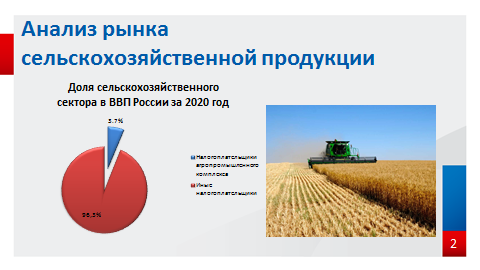 Анализ рынка
сельскохозяйственной продукции
Доля сельскохозяйственного
сектора в ВВП России за 2020 год
3.7%
96,3%
Налогоплательщики
агропромышленного
комплекса
Иные
налогоплательщики
2